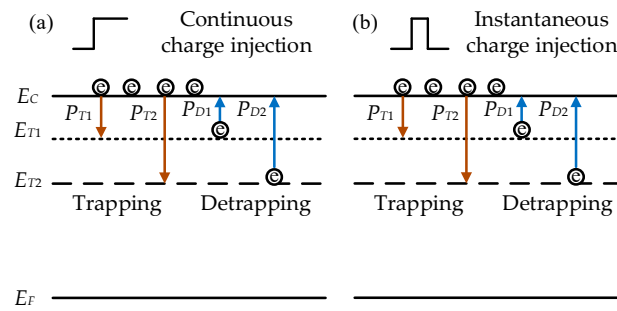 (a) Continuous charge injection
(b) Instantaneous charge injection
e e e e
e e e e
EC PT1 PT2 PD1 PD2 PT1 PT2 PD1 PD2
ET1 e e
ET2 e e
Trapping Detrapping Trapping Detrapping
EF